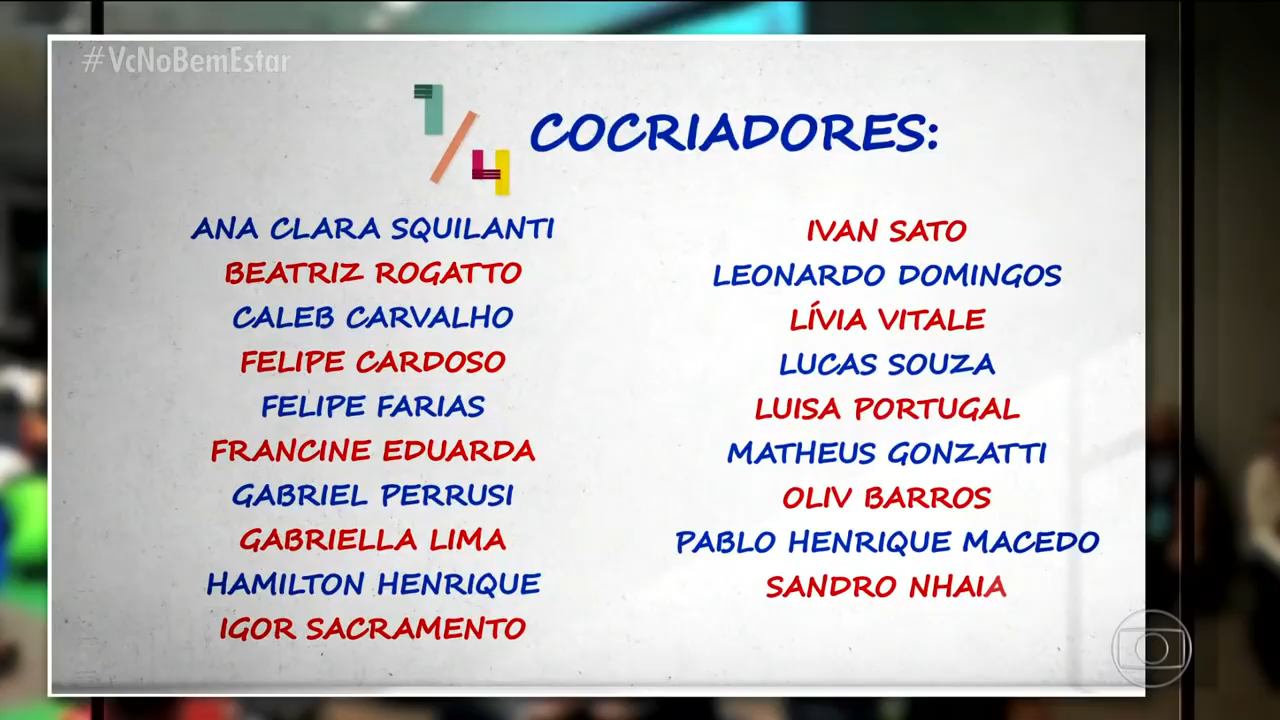 #VcNoBemEstar
1/4 COCRIADORES:
ANA CLARA SQUILANTI
BEATRIZ ROGATTO
CALEB CARVALHO
FELIPE CARDOSO
FELIPE FARIAS
FRANCINE EDUARDA
GABRIEL PERRUSI
GABRIELLA LIMA
HAMILTON HENRIQUE
IGOR SACRAMENTO
IVAN SATO
LEONARDO DOMINGOS
LÍVIA VITALE
LUCAS SOUZA
LUISA PORTUGAL
MATHEUS GONZATTI
OLIV BARROS
PABLO HENRIQUE MACEDO
SANDRO NHAIA